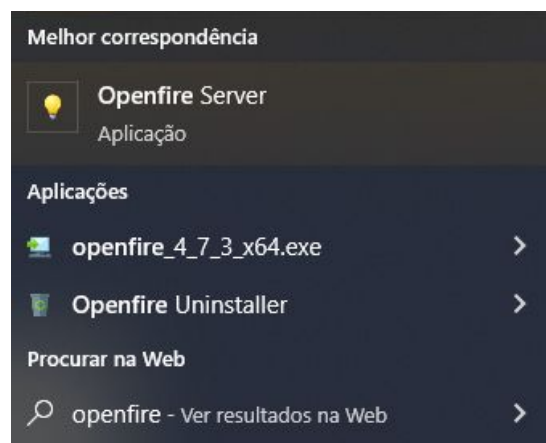 Melhor correspondência
Openfire Server
Aplicação
Aplicações
openfire_4_7_3_x64.exe
Openfire Uninstaller
Procurar na Web
openfire - Ver resultados na Web